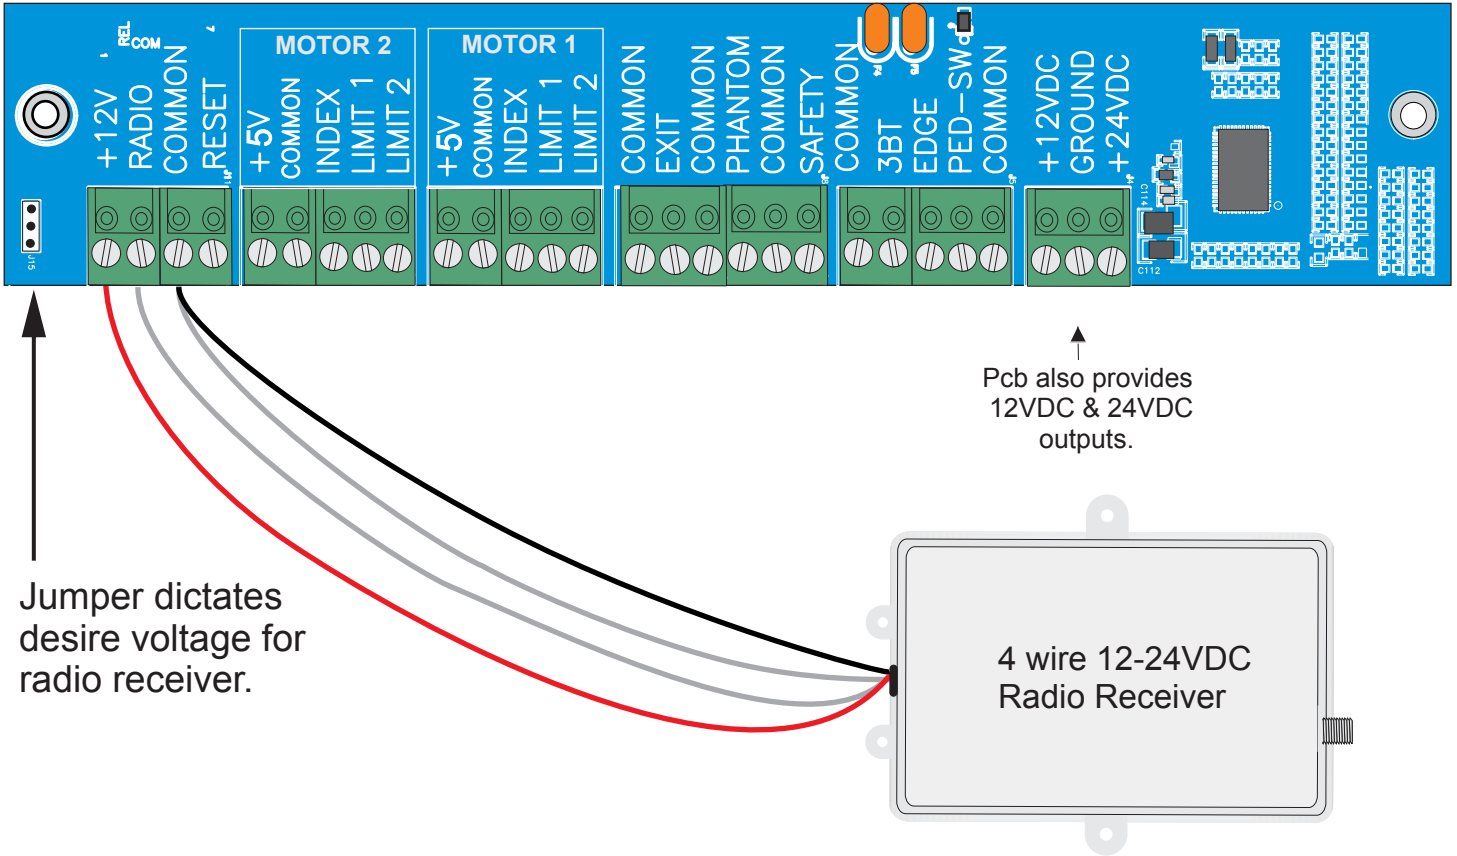 REL
COM
+12V
RADIO
COMMON
RESET
MOTOR 2
+5V
COMMON
INDEX
LIMIT 1
LIMIT 2
MOTOR 1
+5V
COMMON
INDEX
LIMIT 1
LIMIT 2
COMMON
EXIT
COMMON
PHANTOM
COMMON
SAFETY
COMMON
3BT
EDGE
PED-SW
COMMON
+12VDC
GROUND
+24VDC
C114
C112
J15
Pcb also provides
12VDC & 24VDC
outputs.
Jumper dictates
desire voltage for
radio receiver.
4 wire 12-24VDC
Radio Receiver